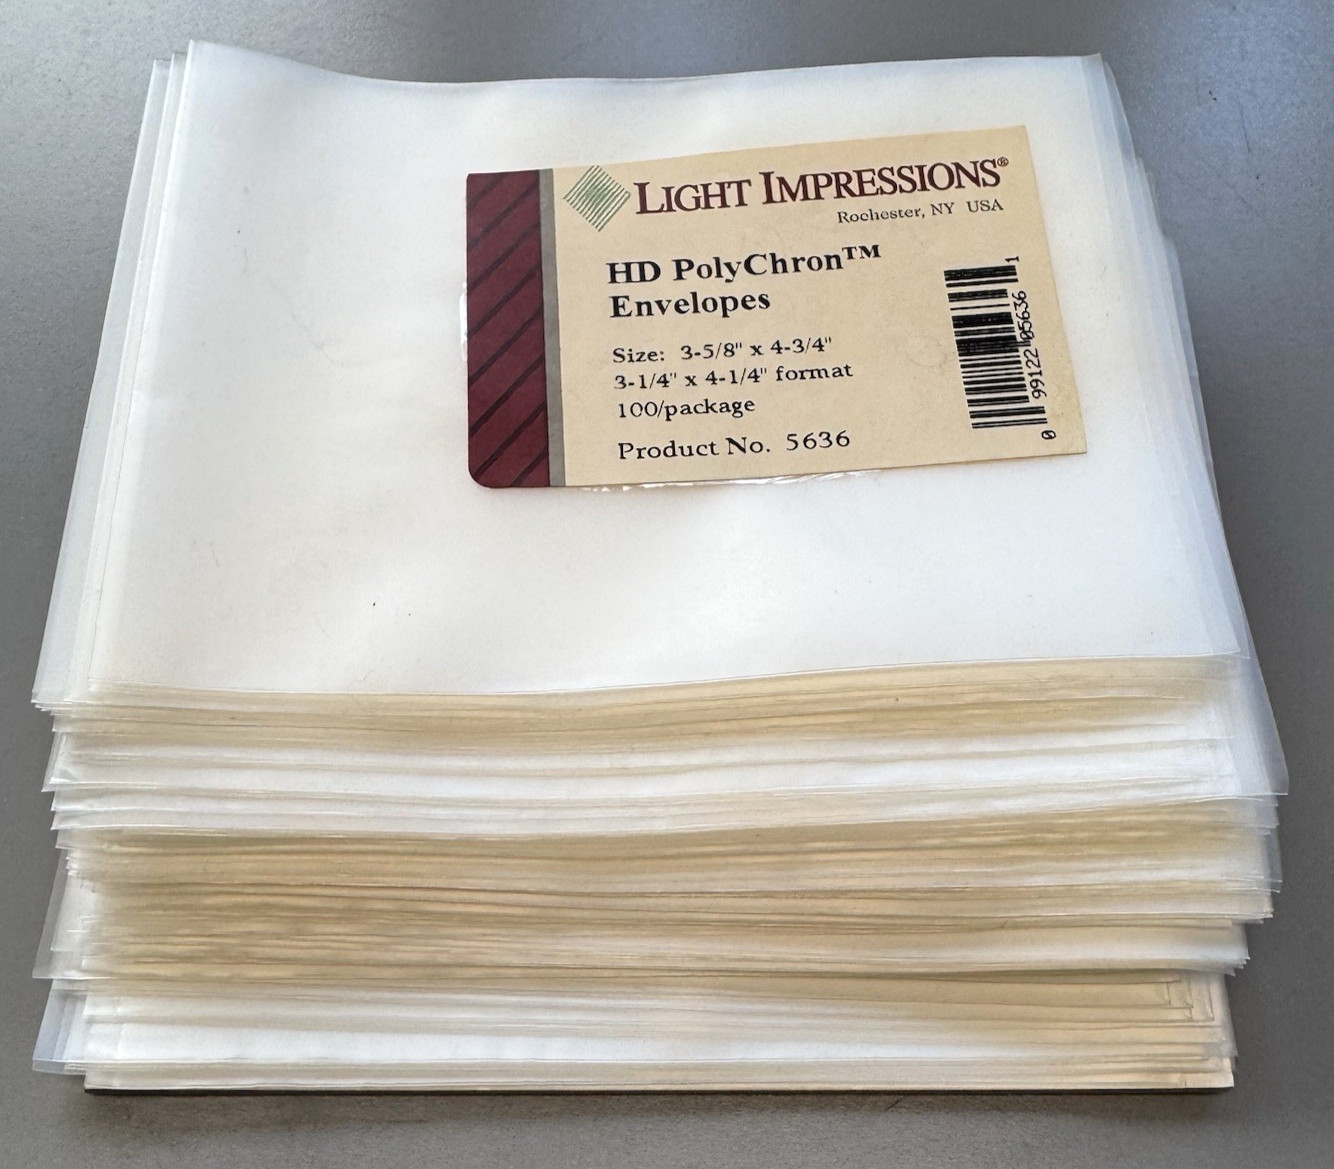 LIGHT IMPRESSIONS®
Rochester, NY USA
HD PolyChron™
Envelopes
Size: 3-5/8" x 4-3/4"
3-1/4" x 4-1/4" format
100/package
Product No. 5636
0 99122 05636 1